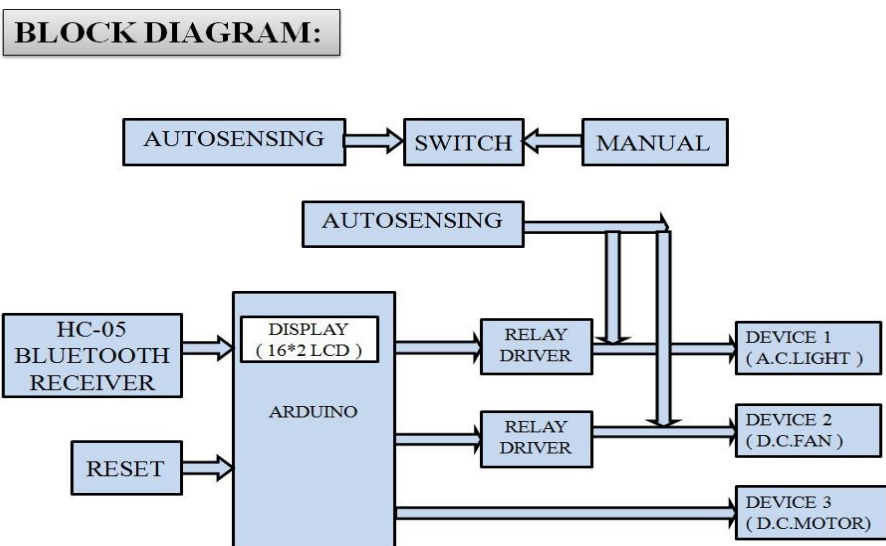 BLOCK DIAGRAM:
AUTOSENSING
SWITCH
MANUAL
AUTOSENSING
HC-05
BLUETOOTH
RECEIVER
DISPLAY
( 16*2 LCD )
RELAY
DRIVER
DEVICE 1
( A.C.LIGHT )
ARDUINO
RELAY
DRIVER
DEVICE 2
( D.C.FAN )
RESET
DEVICE 3
( D.C.MOTOR)